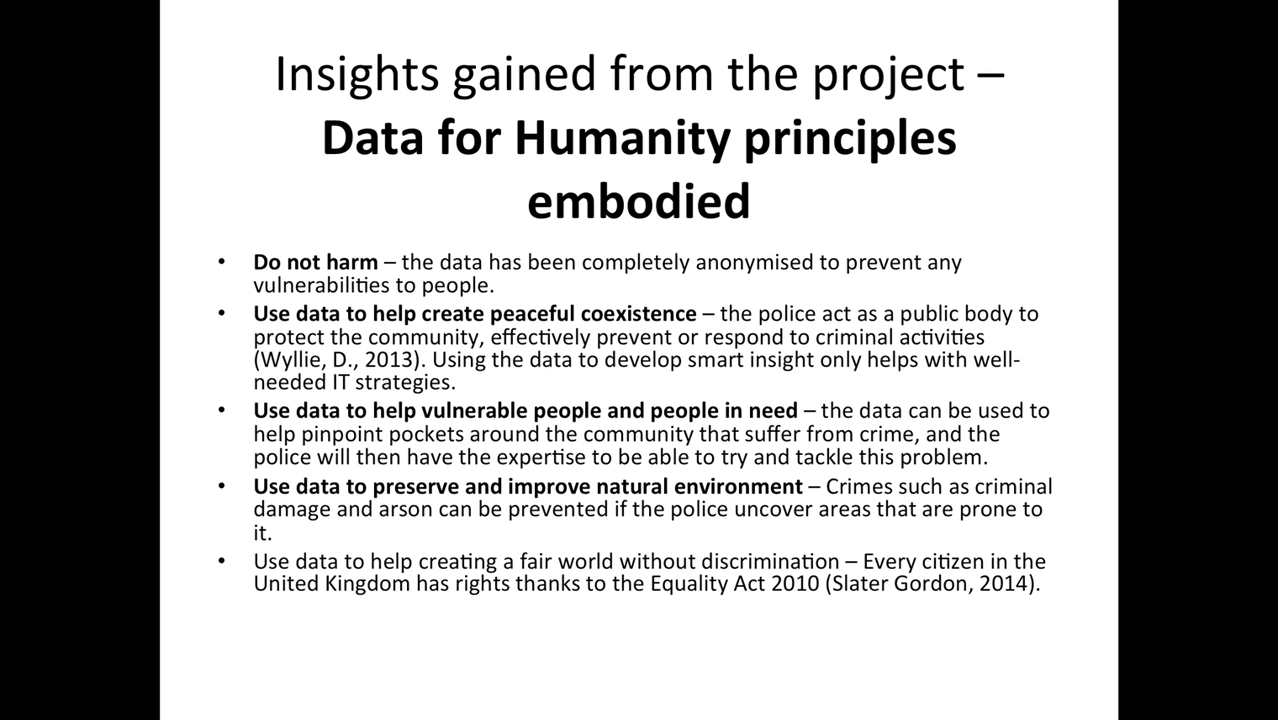 Insights gained from the project –
Data for Humanity principles
embodied
• Do not harm – the data has been completely anonymised to prevent any
vulnerabilities to people.
• Use data to help create peaceful coexistence – the police act as a public body to
protect the community, effectively prevent or respond to criminal activities
(Wyllie, D., 2013). Using the data to develop smart insight only helps with well-
needed IT strategies.
• Use data to help vulnerable people and people in need – the data can be used to
help pinpoint pockets around the community that suffer from crime, and the
police will then have the expertise to be able to try and tackle this problem.
• Use data to preserve and improve natural environment – Crimes such as criminal
damage and arson can be prevented if the police uncover areas that are prone to
it.
• Use data to help creating a fair world without discrimination – Every citizen in the
United Kingdom has rights thanks to the Equality Act 2010 (Slater Gordon, 2014).